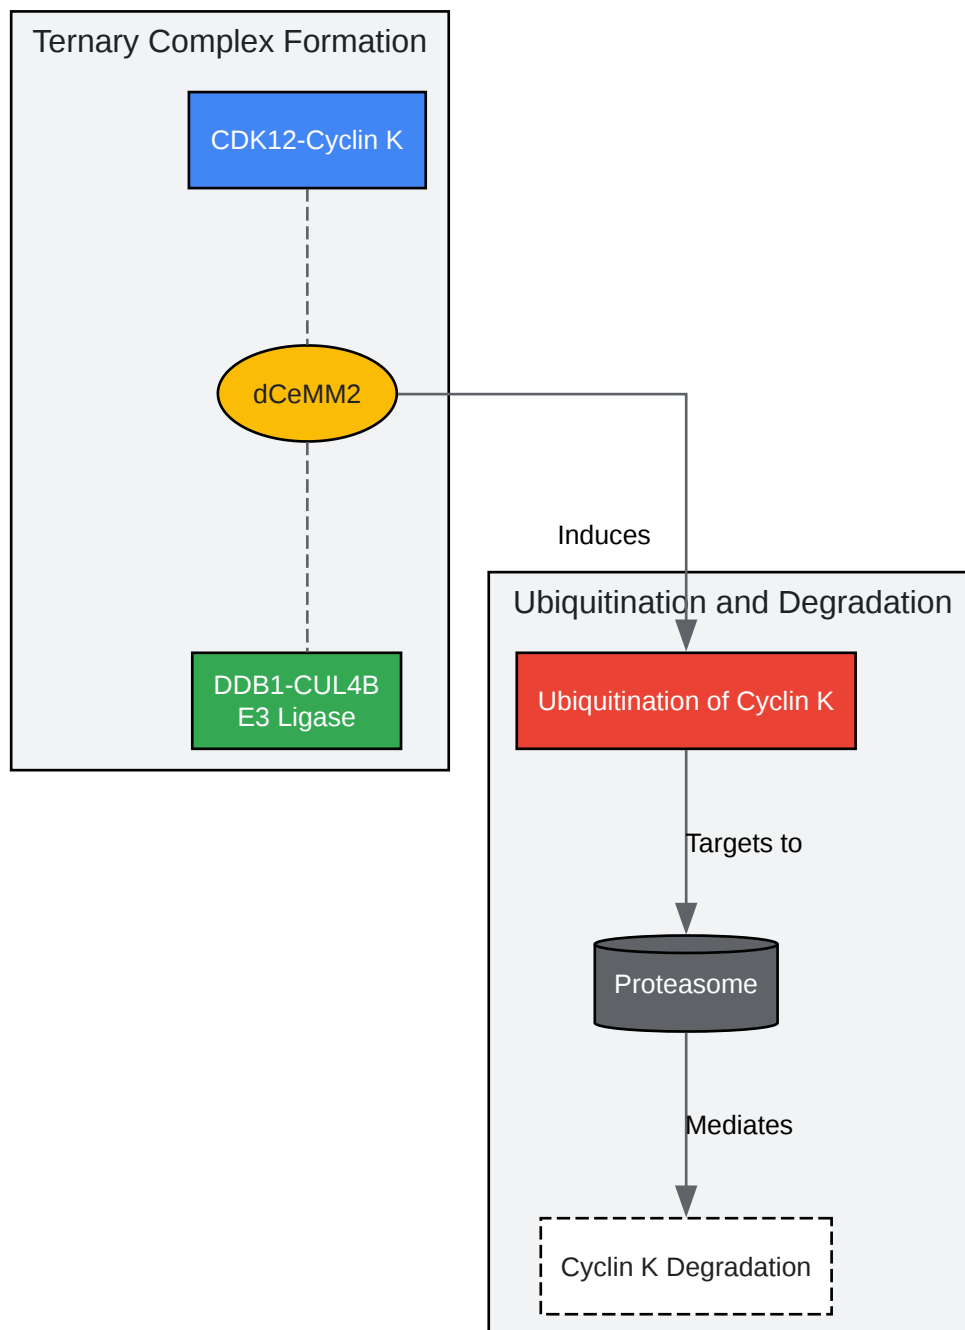 Ternary Complex Formation
CDK12-Cyclin K
dCeMM2
DDB1-CUL4B
E3 Ligase
Induces
Ubiquitination and Degradation
Ubiquitination of Cyclin K
Targets to
Proteasome
Mediates
Cyclin K Degradation